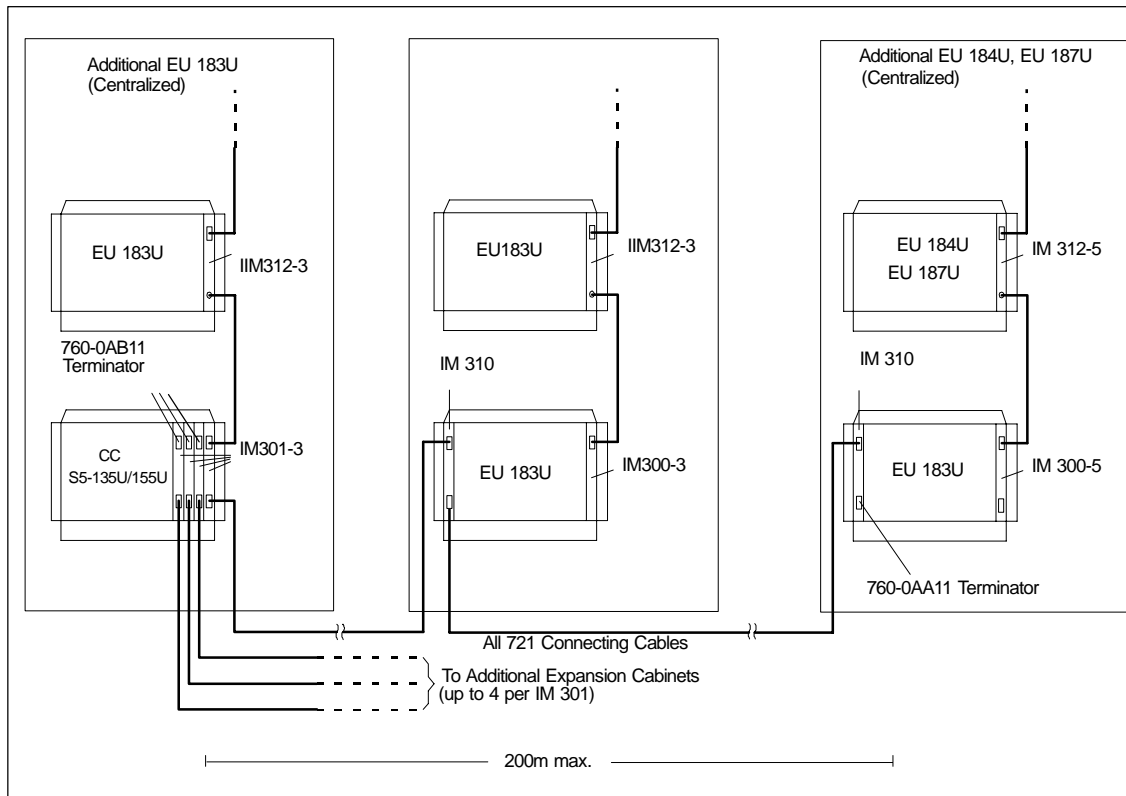 Additional EU 183U
(Centralized)
EU 183U
IIM312-3
760-0AB11
Terminator
CC
S5-135U/155U
IM301-3
EU183U
IIM312-3
IM 310
EU 183U
IM300-3
Additional EU 184U, EU 187U
(Centralized)
EU 184U
EU 187U
IM 312-5
IM 310
EU 183U
IM 300-5
760-0AA11 Terminator
All 721 Connecting Cables
To Additional Expansion Cabinets
(up to 4 per IM 301)
200m max.